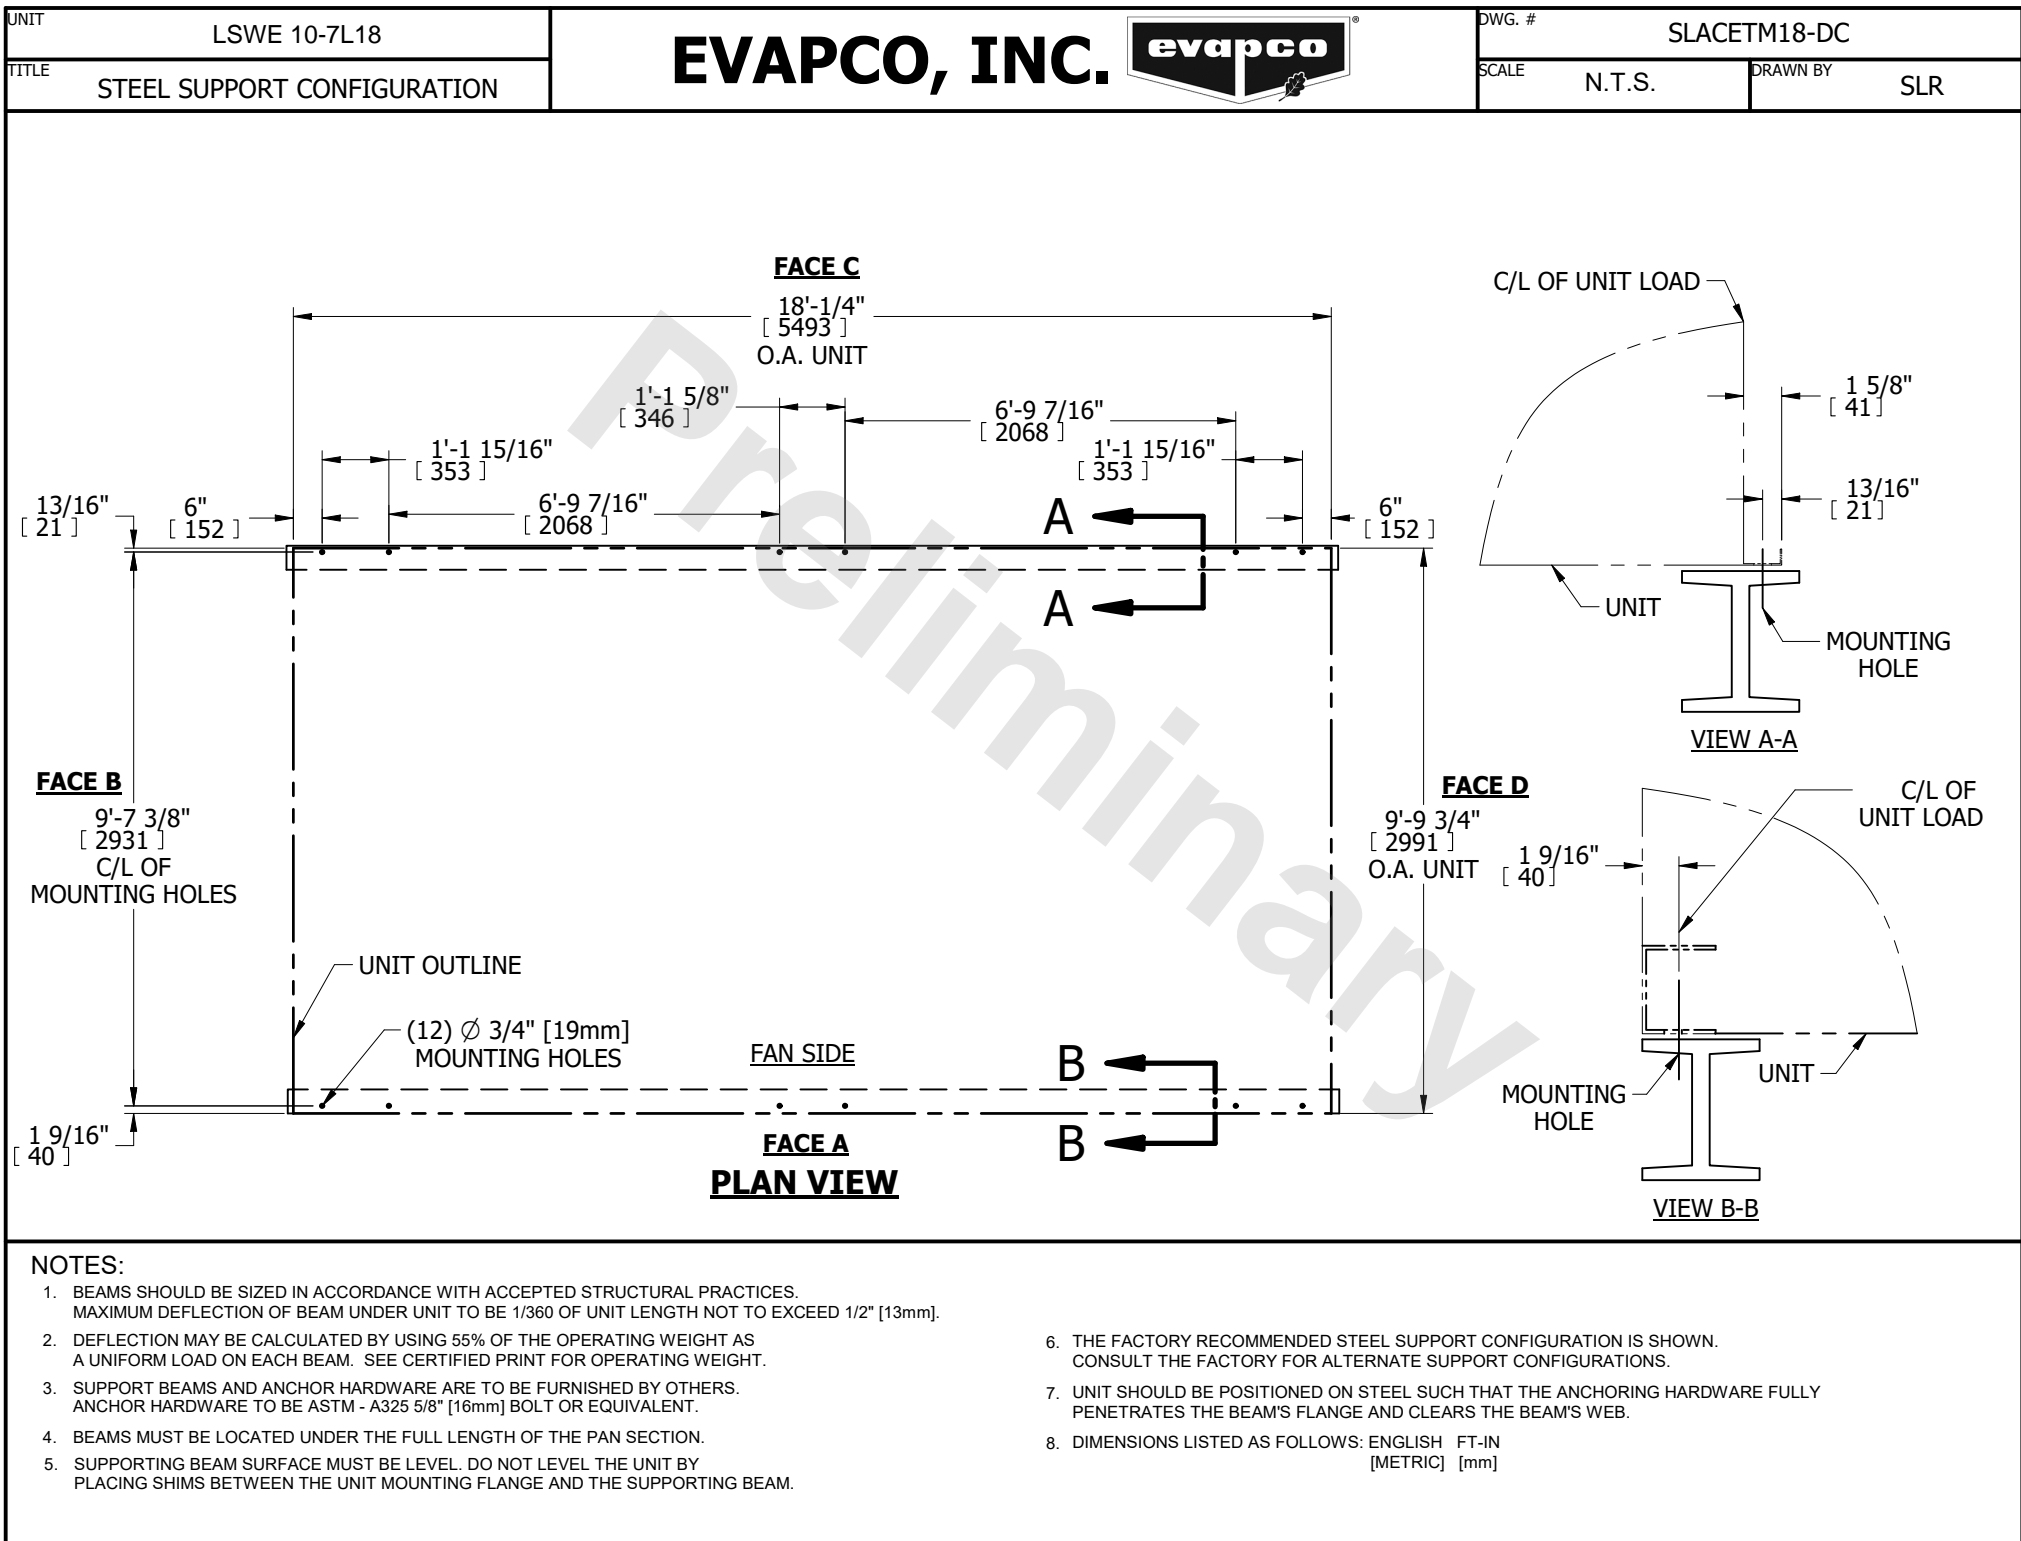 UNIT
LSWE 10-7L18
TITLE
STEEL SUPPORT CONFIGURATION
EVAPCO, INC.
evapco
®
DWG. #
SLACETM18-DC
SCALE
N.T.S.
DRAWN BY
SLR
FACE C
18'-1/4"
[ 5493 ]
O.A. UNIT
1'-1 5/8"
[ 346 ]
6'-9 7/16"
[ 2068 ]
1'-1 15/16"
[ 353 ]
1'-1 15/16"
[ 353 ]
13/16"
[ 21 ]
6"
[ 152 ]
6'-9 7/16"
[ 2068 ]
6"
[ 152 ]
A
A
FACE B
9'-7 3/8"
[ 2931 ]
C/L OF
MOUNTING HOLES
FACE D
9'-9 3/4"
[ 2991 ]
O.A. UNIT
UNIT OUTLINE
(12) Ø 3/4" [19mm]
MOUNTING HOLES
FAN SIDE
B
B
1 9/16"
[ 40 ]
FACE A
PLAN VIEW
Preliminary
C/L OF UNIT LOAD
1 5/8"
[ 41 ]
13/16"
[ 21 ]
UNIT
MOUNTING
HOLE
VIEW A-A
C/L OF
UNIT LOAD
1 9/16"
[ 40 ]
UNIT
MOUNTING
HOLE
VIEW B-B
NOTES:
1. BEAMS SHOULD BE SIZED IN ACCORDANCE WITH ACCEPTED STRUCTURAL PRACTICES.
MAXIMUM DEFLECTION OF BEAM UNDER UNIT TO BE 1/360 OF UNIT LENGTH NOT TO EXCEED 1/2" [13mm].
2. DEFLECTION MAY BE CALCULATED BY USING 55% OF THE OPERATING WEIGHT AS
A UNIFORM LOAD ON EACH BEAM. SEE CERTIFIED PRINT FOR OPERATING WEIGHT.
3. SUPPORT BEAMS AND ANCHOR HARDWARE ARE TO BE FURNISHED BY OTHERS.
ANCHOR HARDWARE TO BE ASTM - A325 5/8" [16mm] BOLT OR EQUIVALENT.
4. BEAMS MUST BE LOCATED UNDER THE FULL LENGTH OF THE PAN SECTION.
5. SUPPORTING BEAM SURFACE MUST BE LEVEL. DO NOT LEVEL THE UNIT BY
PLACING SHIMS BETWEEN THE UNIT MOUNTING FLANGE AND THE SUPPORTING BEAM.
6. THE FACTORY RECOMMENDED STEEL SUPPORT CONFIGURATION IS SHOWN.
CONSULT THE FACTORY FOR ALTERNATE SUPPORT CONFIGURATIONS.
7. UNIT SHOULD BE POSITIONED ON STEEL SUCH THAT THE ANCHORING HARDWARE FULLY
PENETRATES THE BEAM'S FLANGE AND CLEARS THE BEAM'S WEB.
8. DIMENSIONS LISTED AS FOLLOWS: ENGLISH FT-IN
[METRIC] [mm]